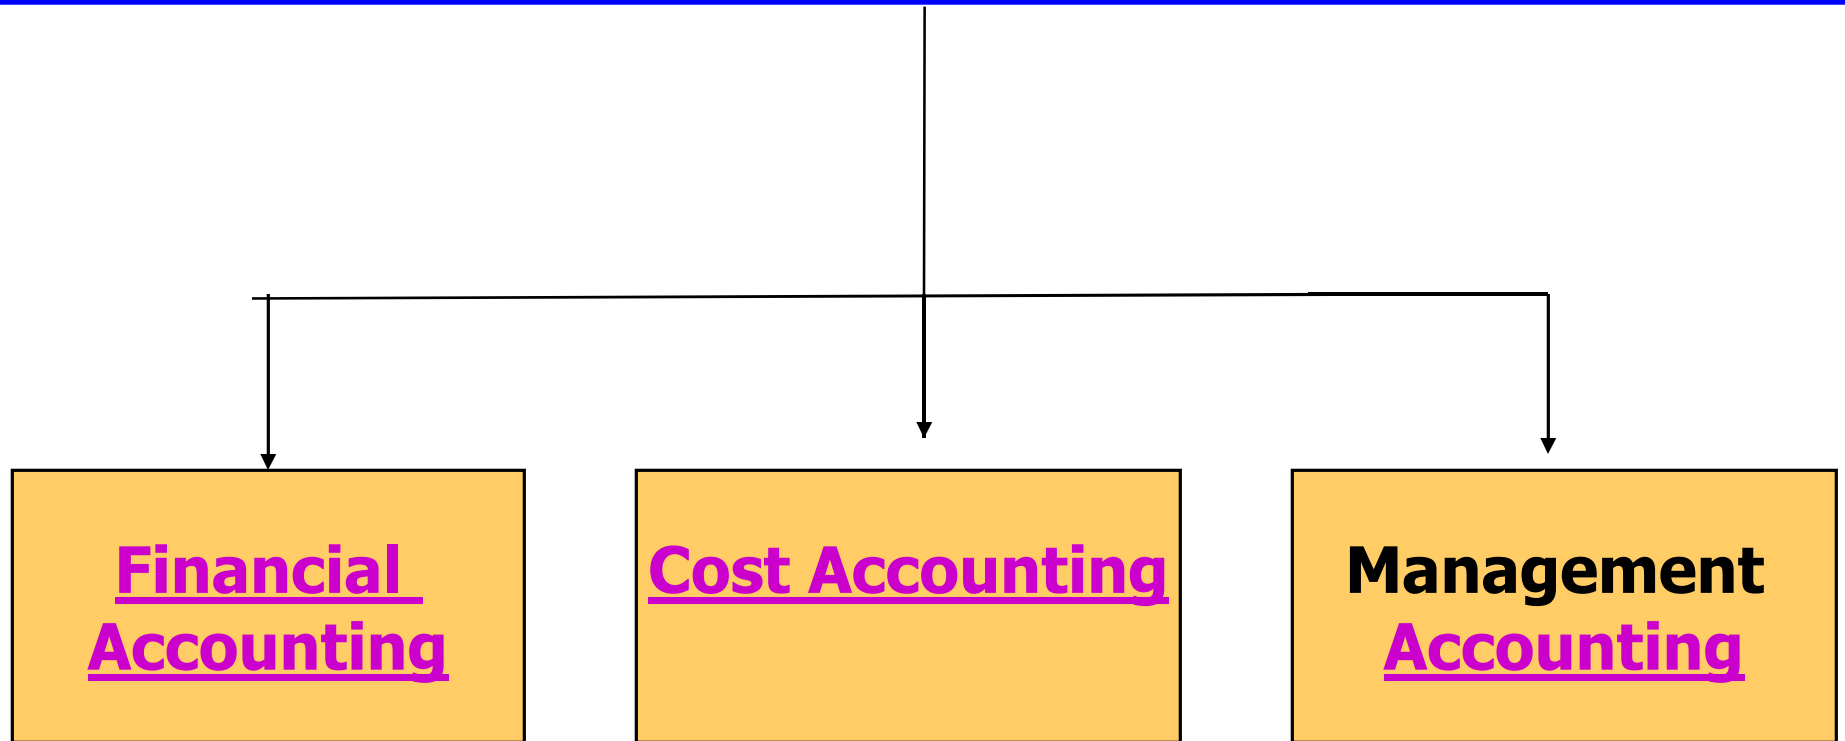 Financial
Accounting
Cost Accounting
Management
Accounting